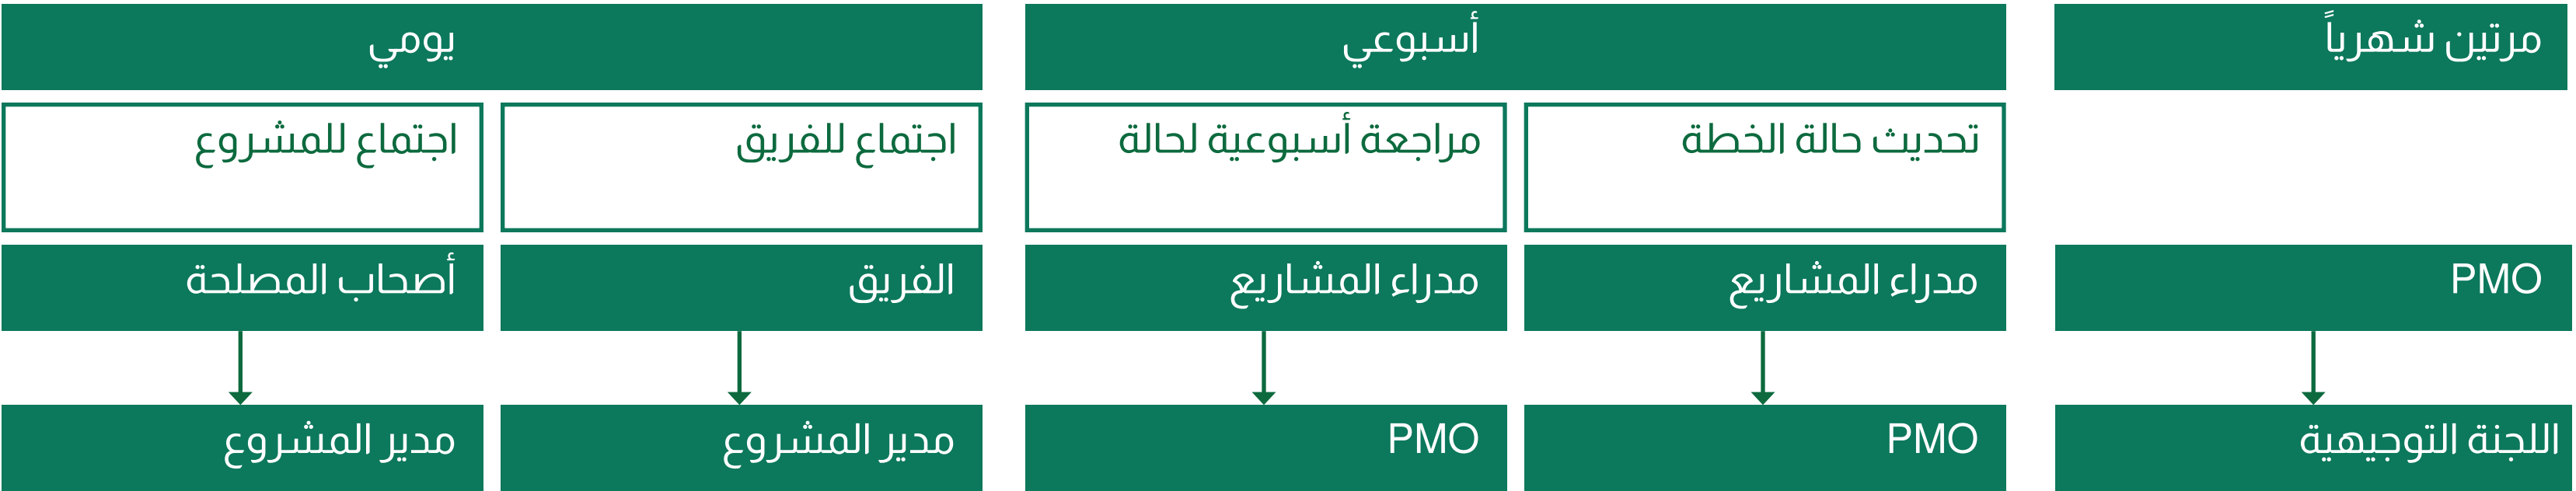 مرتين شهرياً
أسبوعي
يومي
تحديث حالة الخطة
مراجعة أسبوعية لحالة
اجتماع للفريق
اجتماع للمشروع
PMO
مدراء المشاريع
مدراء المشاريع
الفريق
أصحاب المصلحة
اللجنة التوجيهية
PMO
PMO
مدير المشروع
مدير المشروع